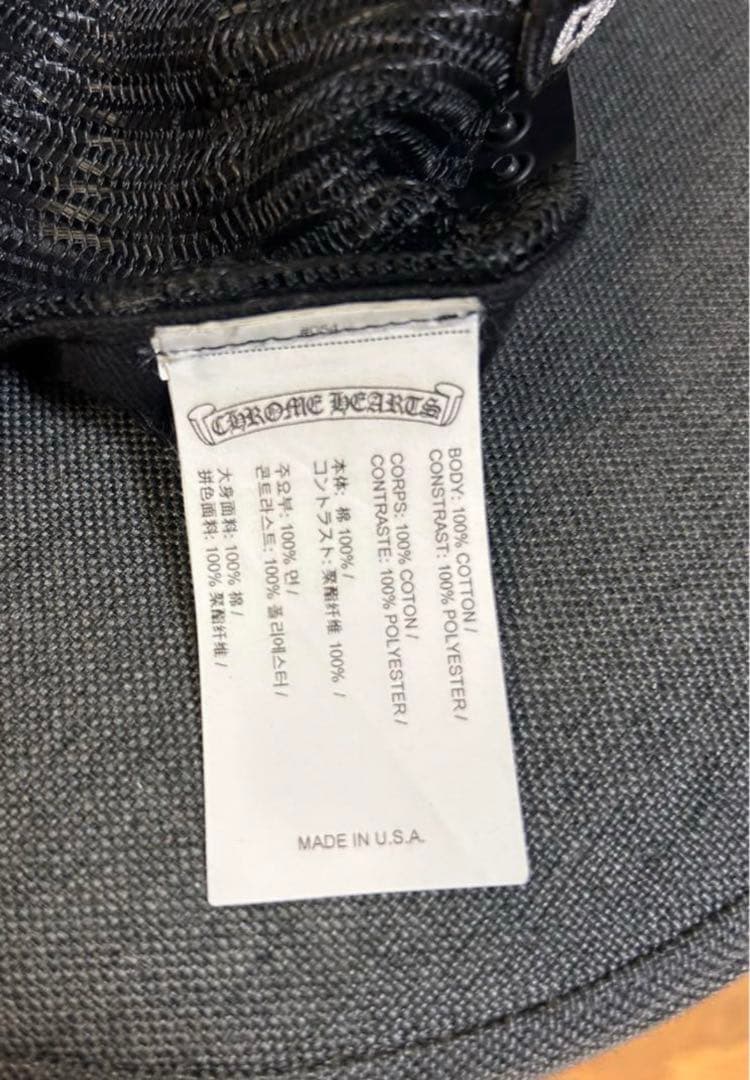 CHROME HEARTS
BODY: 100% COTTON /
CONSTRAST: 100% POLYESTER /
CORPS: 100% COTON /
CONTRASTE: 100% POLYESTER /
本体: 棉 100% /
コントラスト: 聚酯纤维 100% /
주요부: 100% 면 /
콘트라스트: 100% 폴리에스터 /
大身面料: 100% 棉 /
拼色面料: 100% 聚酯纤维 /
MADE IN U.S.A.